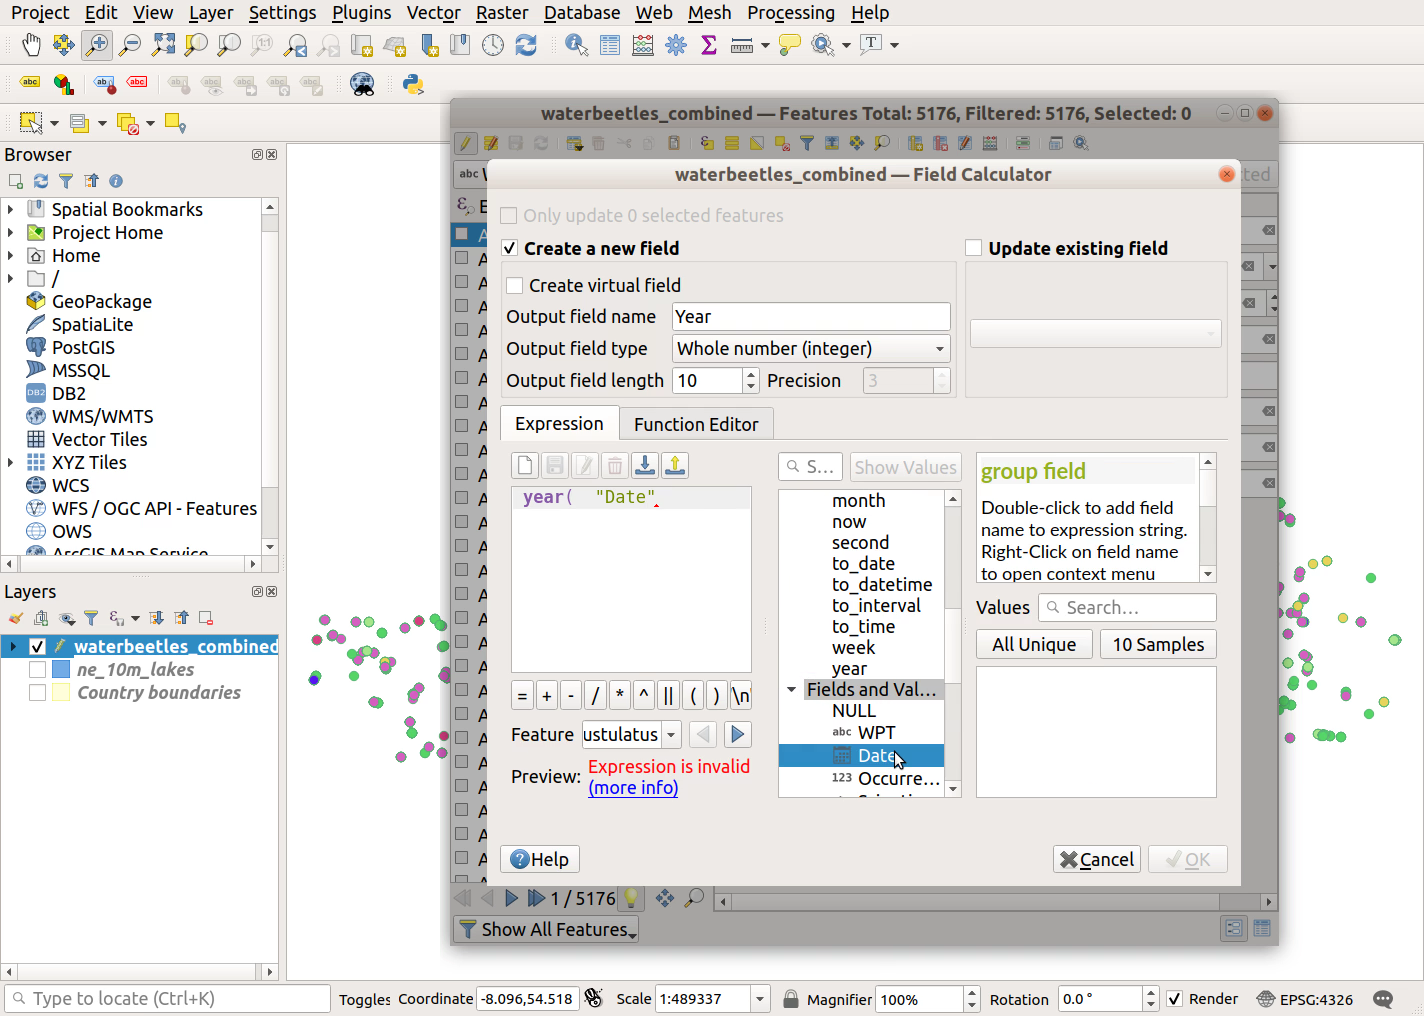 Project Edit View Layer Settings Plugins Vector Raster Database Web Mesh Processing Help
abc abc
waterbeetles_combined — Features Total: 5176, Filtered: 5176, Selected: 0
Browser
Spatial Bookmarks
Project Home
Home
/
GeoPackage
SpatiaLite
PostGIS
MSSQL
DB2 DB2
WMS/WMTS
Vector Tiles
XYZ Tiles
WCS
WFS / OGC API - Features
OWS
ArcGIS Map Service
Layers
waterbeetles_combined
ne_10m_lakes
Country boundaries
abc
waterbeetles_combined — Field Calculator
Only update 0 selected features
Create a new field
Update existing field
Create virtual field
Output field name Year
Output field type Whole number (integer)
Output field length 10 Precision 3
Expression Function Editor
S... Show Values
year( "Date"
= + - / * ^ || ( ) \n'
Feature ustulatus
Preview: Expression is invalid
(more info)
month
now
second
to_date
to_datetime
to_interval
to_time
week
year
Fields and Val...
NULL
abc WPT
Date
123 Occurre...
group field
Double-click to add field
name to expression string.
Right-Click on field name
to open context menu
Values Search...
All Unique 10 Samples
Help Cancel OK
1 / 5176
Show All Features
Type to locate (Ctrl+K) Toggles Coordinate -8.096,54.518 Scale 1:489337 Magnifier 100% Rotation 0.0 ° Render EPSG:4326